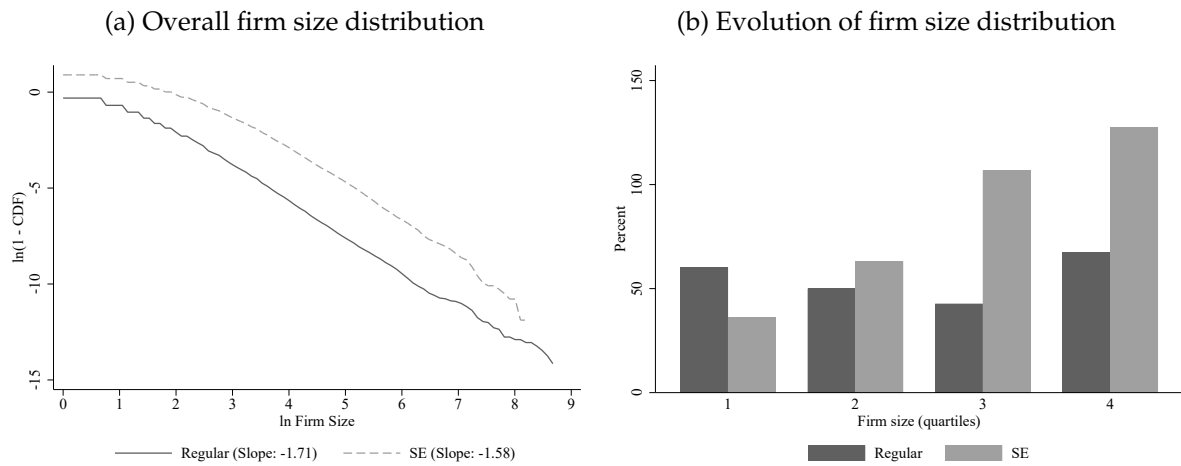 (a) Overall firm size distribution
ln(1 - CDF)
0
-5
-10
-15
0 1 2 3 4 5 6 7 8 9
ln Firm Size
Regular (Slope: -1.71) SE (Slope: -1.58)
(b) Evolution of firm size distribution
Percent
150
100
50
0
1 2 3 4
Firm size (quartiles)
Regular SE